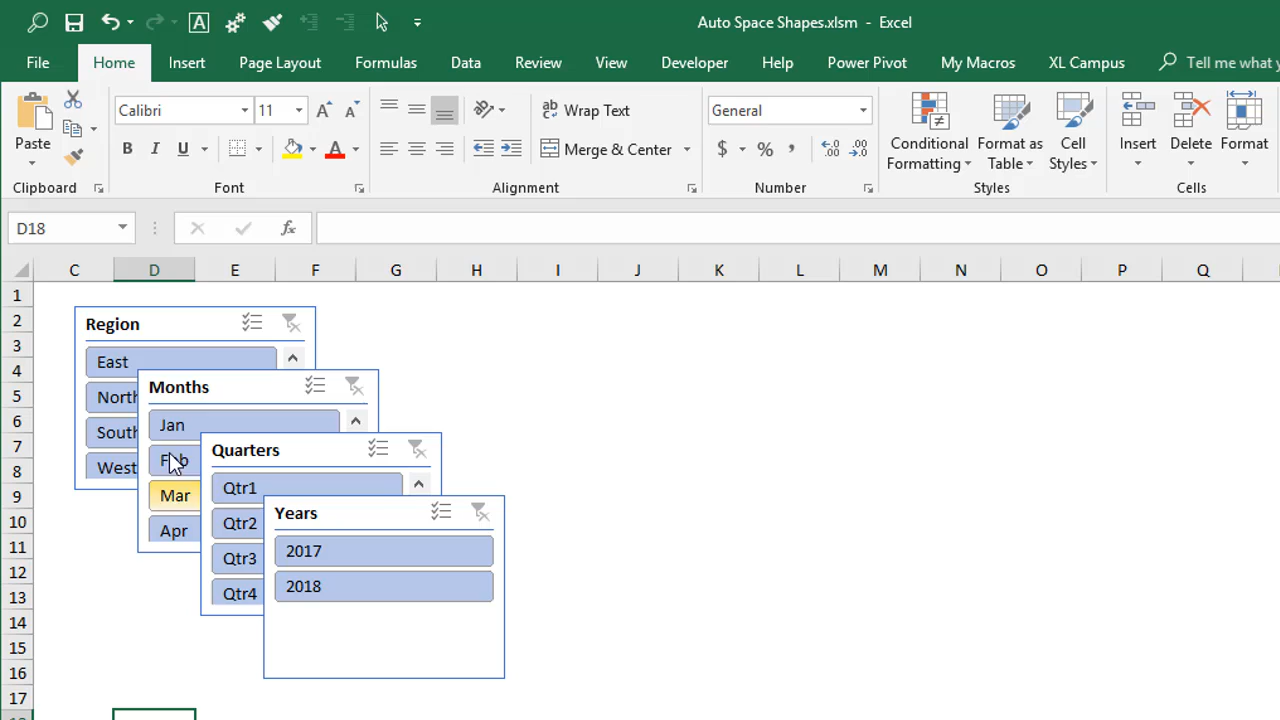 Auto Space Shapes.xlsm - Excel
File Home Insert Page Layout Formulas Data Review View Developer Help Power Pivot My Macros XL Campus Tell me what y
Paste
Calibri 11
B I U A
Wrap Text
Merge & Center
General
$ % ,
Conditional Formatting
Format as Table
Cell Styles
Insert Delete Format
Clipboard Font Alignment Number Styles Cells
D18 fx
C D E F G H I J K L M N O P Q
1
2
3
4
5
6
7
8
9
10
11
12
13
14
15
16
17
Region
East
North
South
West
Months
Jan
Feb
Mar
Apr
Quarters
Qtr1
Qtr2
Qtr3
Qtr4
Years
2017
2018